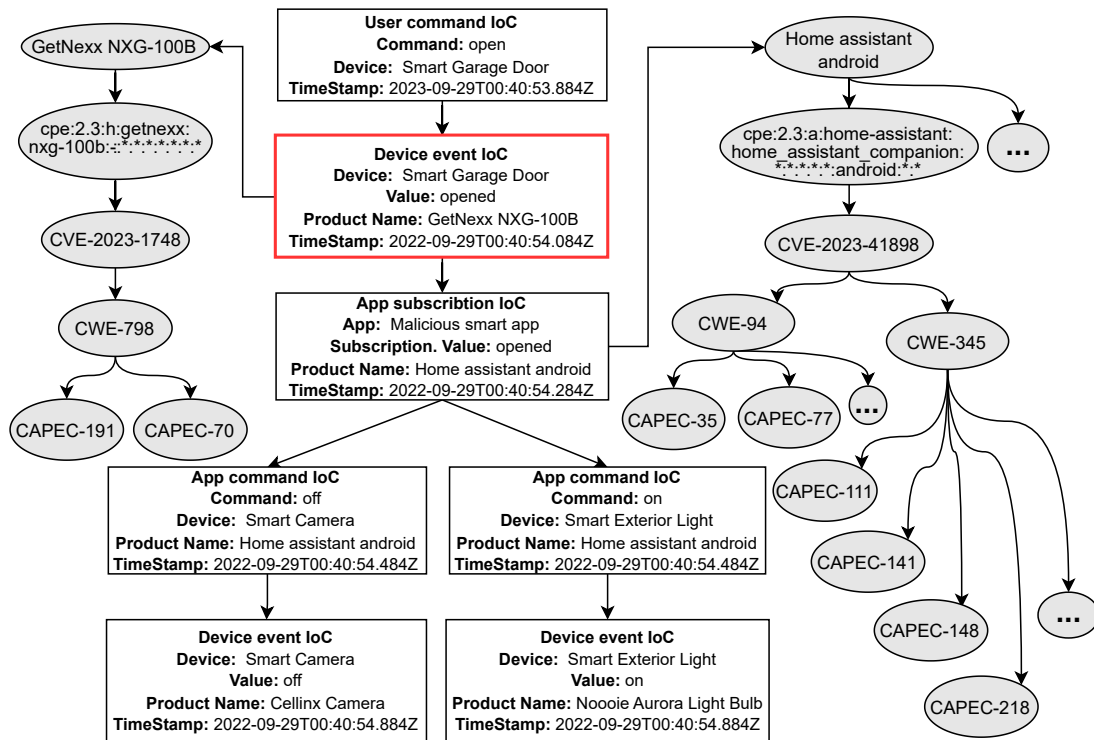 GetNexx NXG-100B
cpe:2.3:h:getnexx:
nxg-100b:-:*:*:*:*:*:*:*
CVE-2023-1748
CWE-798
CAPEC-191
CAPEC-70
User command IoC
Command: open
Device: Smart Garage Door
TimeStamp: 2023-09-29T00:40:53.884Z
Device event IoC
Device: Smart Garage Door
Value: opened
Product Name: GetNexx NXG-100B
TimeStamp: 2022-09-29T00:40:54.084Z
App subscribtion IoC
App: Malicious smart app
Subscription. Value: opened
Product Name: Home assistant android
TimeStamp: 2022-09-29T00:40:54.284Z
App command IoC
Command: off
Device: Smart Camera
Product Name: Home assistant android
TimeStamp: 2022-09-29T00:40:54.484Z
App command IoC
Command: on
Device: Smart Exterior Light
Product Name: Home assistant android
TimeStamp: 2022-09-29T00:40:54.484Z
Device event IoC
Device: Smart Camera
Value: off
Product Name: Cellinx Camera
TimeStamp: 2022-09-29T00:40:54.884Z
Device event IoC
Device: Smart Exterior Light
Value: on
Product Name: Noooie Aurora Light Bulb
TimeStamp: 2022-09-29T00:40:54.884Z
Home assistant
android
...
cpe:2.3:a:home-assistant:
home_assistant_companion:
*:*:*:*:*:android:*:*
CVE-2023-41898
CWE-94
CWE-345
CAPEC-35
CAPEC-77
...
CAPEC-111
CAPEC-141
CAPEC-148
CAPEC-218
...